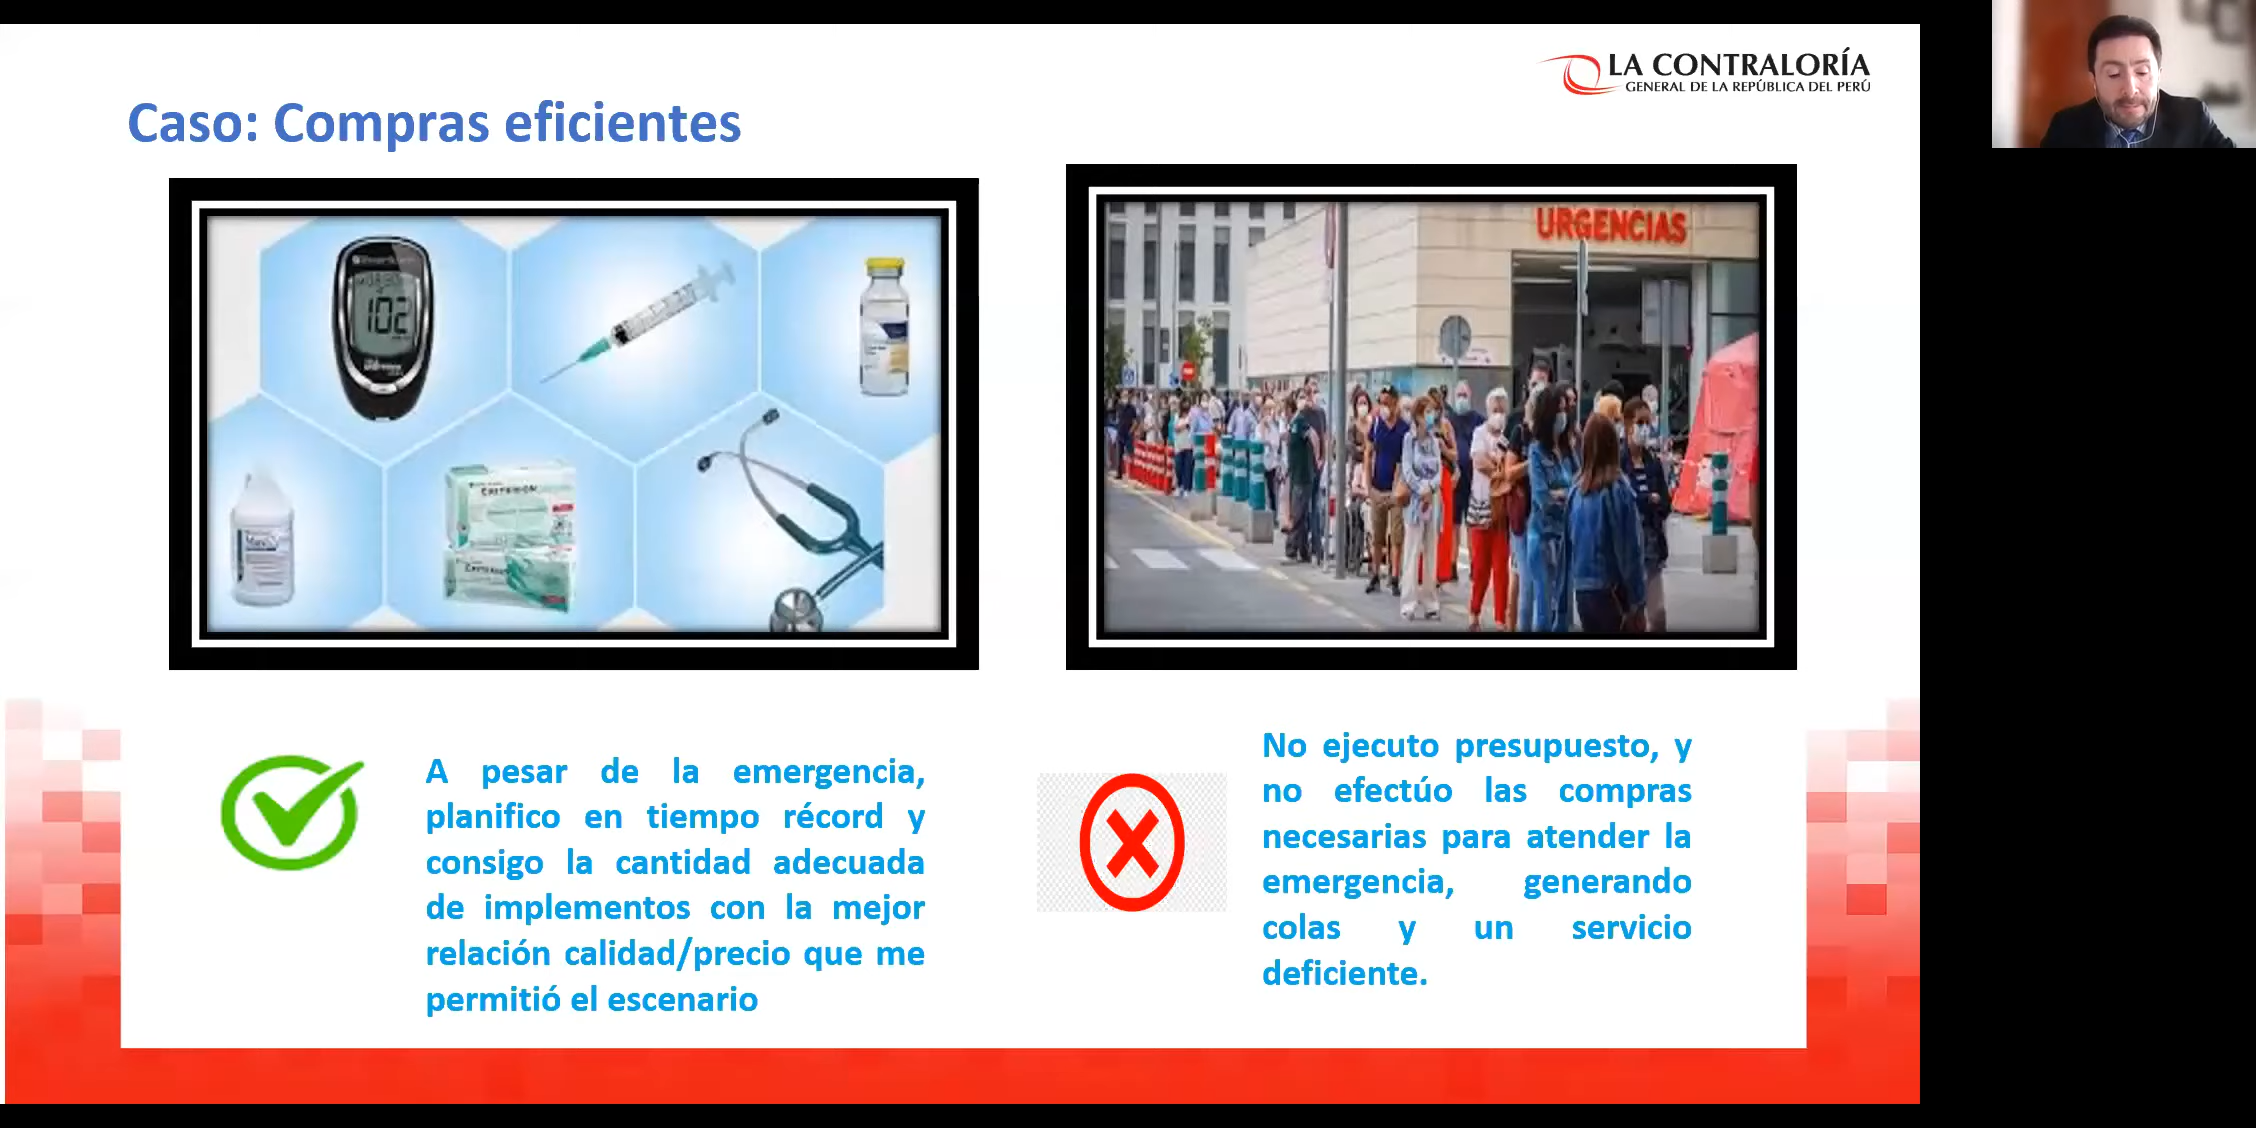 LA CONTRALORÍA
GENERAL DE LA REPÚBLICA DEL PERÚ
Caso: Compras eficientes
102
CRITERION
URGENCIAS
A pesar de la emergencia,
planifico en tiempo récord y
consigo la cantidad adecuada
de implementos con la mejor
relación calidad/precio que me
permitió el escenario
No ejecuto presupuesto, y
no efectúo las compras
necesarias para atender la
emergencia, generando
colas y un servicio
deficiente.